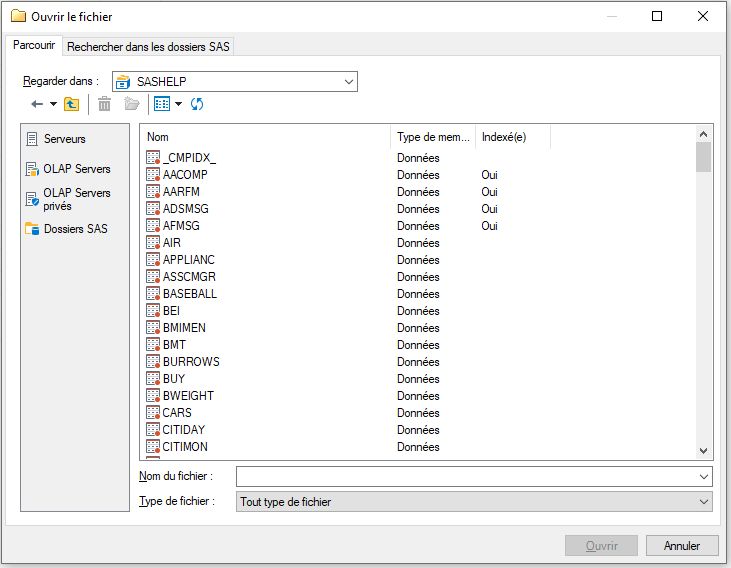 Ouvrir le fichier
Parcourir Rechercher dans les dossiers SAS
Regarder dans : SASHELP
Serveurs
OLAP Servers
OLAP Servers
privés
Dossiers SAS
Nom Type de mem... Indexé(e)
_CMPIDX_ Données
AACOMP Données Oui
AARFM Données Oui
ADSMSG Données Oui
AFMSG Données Oui
AIR Données
APPLIANC Données
ASSCMGR Données
BASEBALL Données
BEI Données
BMIMEN Données
BMT Données
BURROWS Données
BUY Données
BWEIGHT Données
CARS Données
CITIDAY Données
CITIMON Données
Nom du fichier :
Type de fichier : Tout type de fichier
Ouvrir Annuler